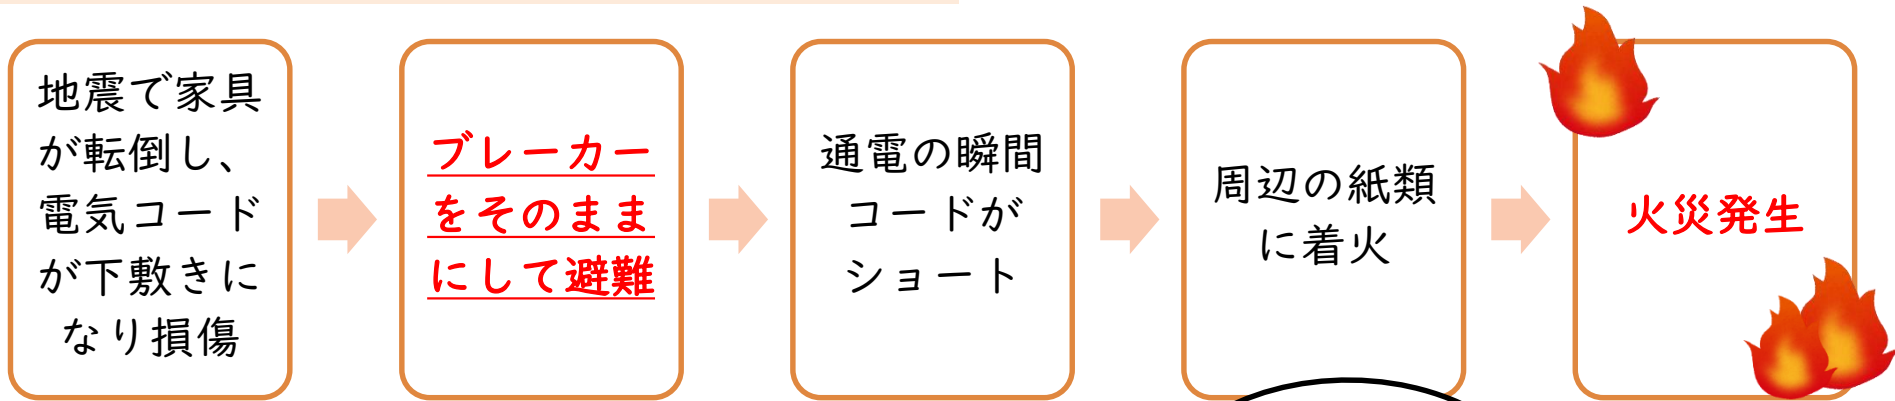 地震で家具
が転倒し、
電気コード
が下敷きに
なり損傷
ブレーカー
をそのまま
にして避難
通電の瞬間
コードが
ショート
周辺の紙類
に着火
火災発生